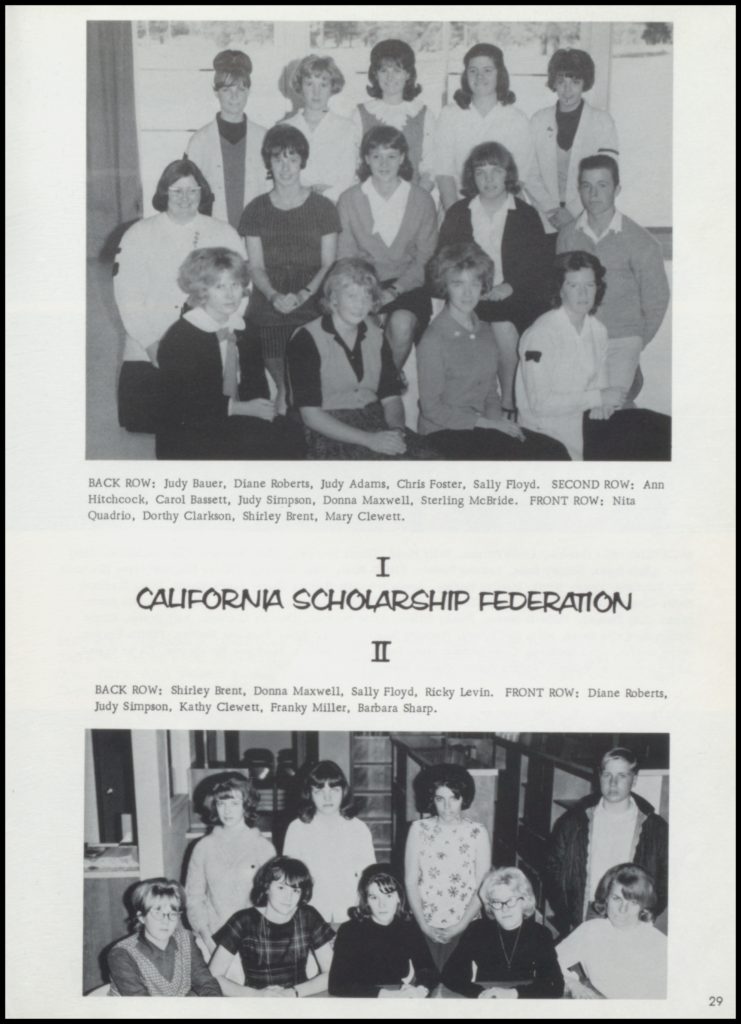 BACK ROW: Judy Bauer, Diane Roberts, Judy Adams, Chris Foster, Sally Floyd. SECOND ROW: Ann
Hitchcock, Carol Bassett, Judy Simpson, Donna Maxwell, Sterling McBride. FRONT ROW: Nita
Quadrio, Dorthy Clarkson, Shirley Brent, Mary Clewett.
I
CALIFORNIA SCHOLARSHIP FEDERATION
II
BACK ROW: Shirley Brent, Donna Maxwell, Sally Floyd, Ricky Levin. FRONT ROW: Diane Roberts,
Judy Simpson, Kathy Clewett, Franky Miller, Barbara Sharp.
29